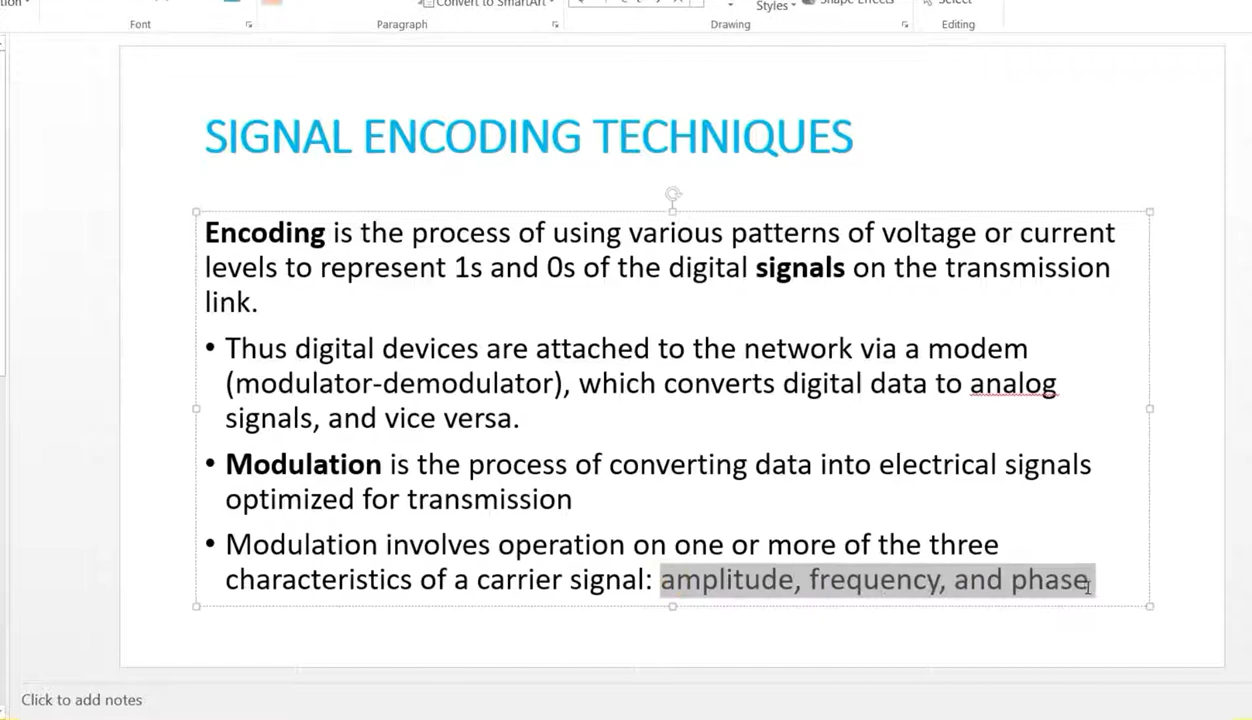 Convert to SmartArt
Styles
Shape Effects
Select
Font
Paragraph
Drawing
Editing
SIGNAL ENCODING TECHNIQUES
Encoding is the process of using various patterns of voltage or current
levels to represent 1s and 0s of the digital signals on the transmission
link.
• Thus digital devices are attached to the network via a modem
(modulator-demodulator), which converts digital data to analog
signals, and vice versa.
• Modulation is the process of converting data into electrical signals
optimized for transmission
• Modulation involves operation on one or more of the three
characteristics of a carrier signal: amplitude, frequency, and phase
Click to add notes